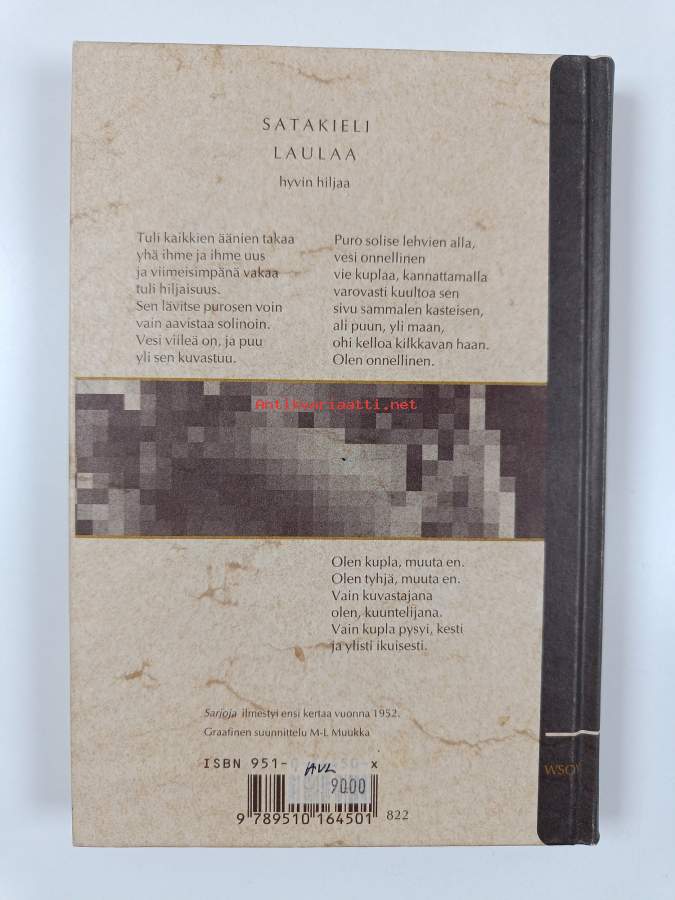 SATAKIELI
LAULAA
hyvin hiljaa
Tuli kaikkien äänien takaa
yhä ihme ja ihme uus
ja viimeisimpänä vakaa
tuli hiljaisuus.
Sen lävitse purosen voin
vain aavistaa solinoin.
Vesi viileä on, ja puu
yli sen kuvastuu.
Puro solise lehvien alla,
vesi onnellinen
vie kuplaa, kannattamalla
varovasti kuultoa sen
sivu sammalen kasteisen,
ali puun, yli maan,
ohi kelloa kilkkavan haan.
Olen onnellinen.
Antikvariaatti.net
Olen kupla, muuta en.
Olen tyhjä, muuta en.
Vain kuvastajana
olen, kuuntelijana.
Vain kupla pysyi, kesti
ja ylisti ikuisesti.
Sarjoja ilmestyi ensi kertaa vuonna 1952.
Graafinen suunnittelu M-L Muukka
ISBN 951-
X
90.00
9 789510 164501
822
WSOY